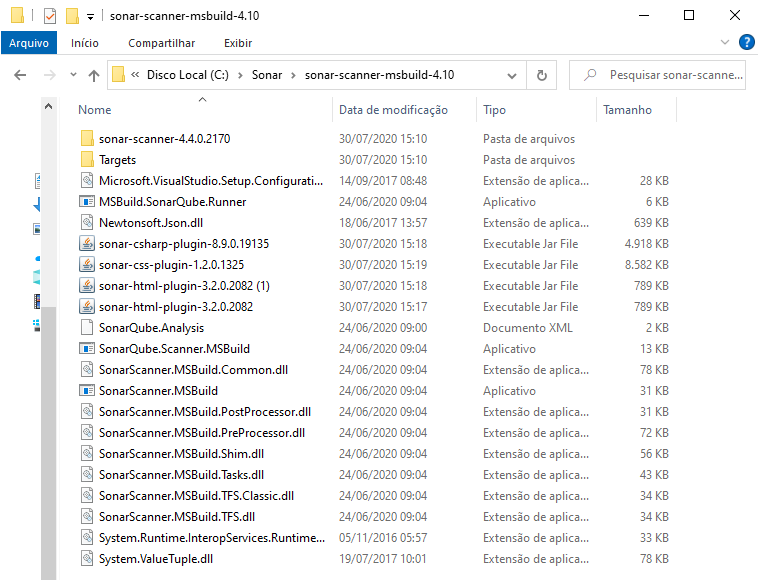 sonar-scanner-msbuild-4.10
Arquivo Início Compartilhar Exibir ?
« Disco Local (C:) › Sonar › sonar-scanner-msbuild-4.10 Pesquisar sonar-scanne...
Nome Data de modificação Tipo Tamanho
sonar-scanner-4.4.0.2170 30/07/2020 15:10 Pasta de arquivos
Targets 30/07/2020 15:10 Pasta de arquivos
Microsoft.VisualStudio.Setup.Configurati... 14/09/2017 08:48 Extensão de aplica... 28 KB
MSBuild.SonarQube.Runner 24/06/2020 09:04 Aplicativo 6 KB
Newtonsoft.Json.dll 18/06/2017 13:57 Extensão de aplica... 639 KB
sonar-csharp-plugin-8.9.0.19135 30/07/2020 15:18 Executable Jar File 4.918 KB
sonar-css-plugin-1.2.0.1325 30/07/2020 15:19 Executable Jar File 8.582 KB
sonar-html-plugin-3.2.0.2082 (1) 30/07/2020 15:18 Executable Jar File 789 KB
sonar-html-plugin-3.2.0.2082 30/07/2020 15:17 Executable Jar File 789 KB
SonarQube.Analysis 24/06/2020 09:00 Documento XML 2 KB
SonarQube.Scanner.MSBuild 24/06/2020 09:04 Aplicativo 13 KB
SonarScanner.MSBuild.Common.dll 24/06/2020 09:04 Extensão de aplica... 78 KB
SonarScanner.MSBuild 24/06/2020 09:04 Aplicativo 31 KB
SonarScanner.MSBuild.PostProcessor.dll 24/06/2020 09:04 Extensão de aplica... 31 KB
SonarScanner.MSBuild.PreProcessor.dll 24/06/2020 09:04 Extensão de aplica... 72 KB
SonarScanner.MSBuild.Shim.dll 24/06/2020 09:04 Extensão de aplica... 56 KB
SonarScanner.MSBuild.Tasks.dll 24/06/2020 09:04 Extensão de aplica... 43 KB
SonarScanner.MSBuild.TFS.Classic.dll 24/06/2020 09:04 Extensão de aplica... 34 KB
SonarScanner.MSBuild.TFS.dll 24/06/2020 09:04 Extensão de aplica... 34 KB
System.Runtime.InteropServices.Runtime... 05/11/2016 05:57 Extensão de aplica... 33 KB
System.ValueTuple.dll 19/07/2017 10:01 Extensão de aplica... 78 KB